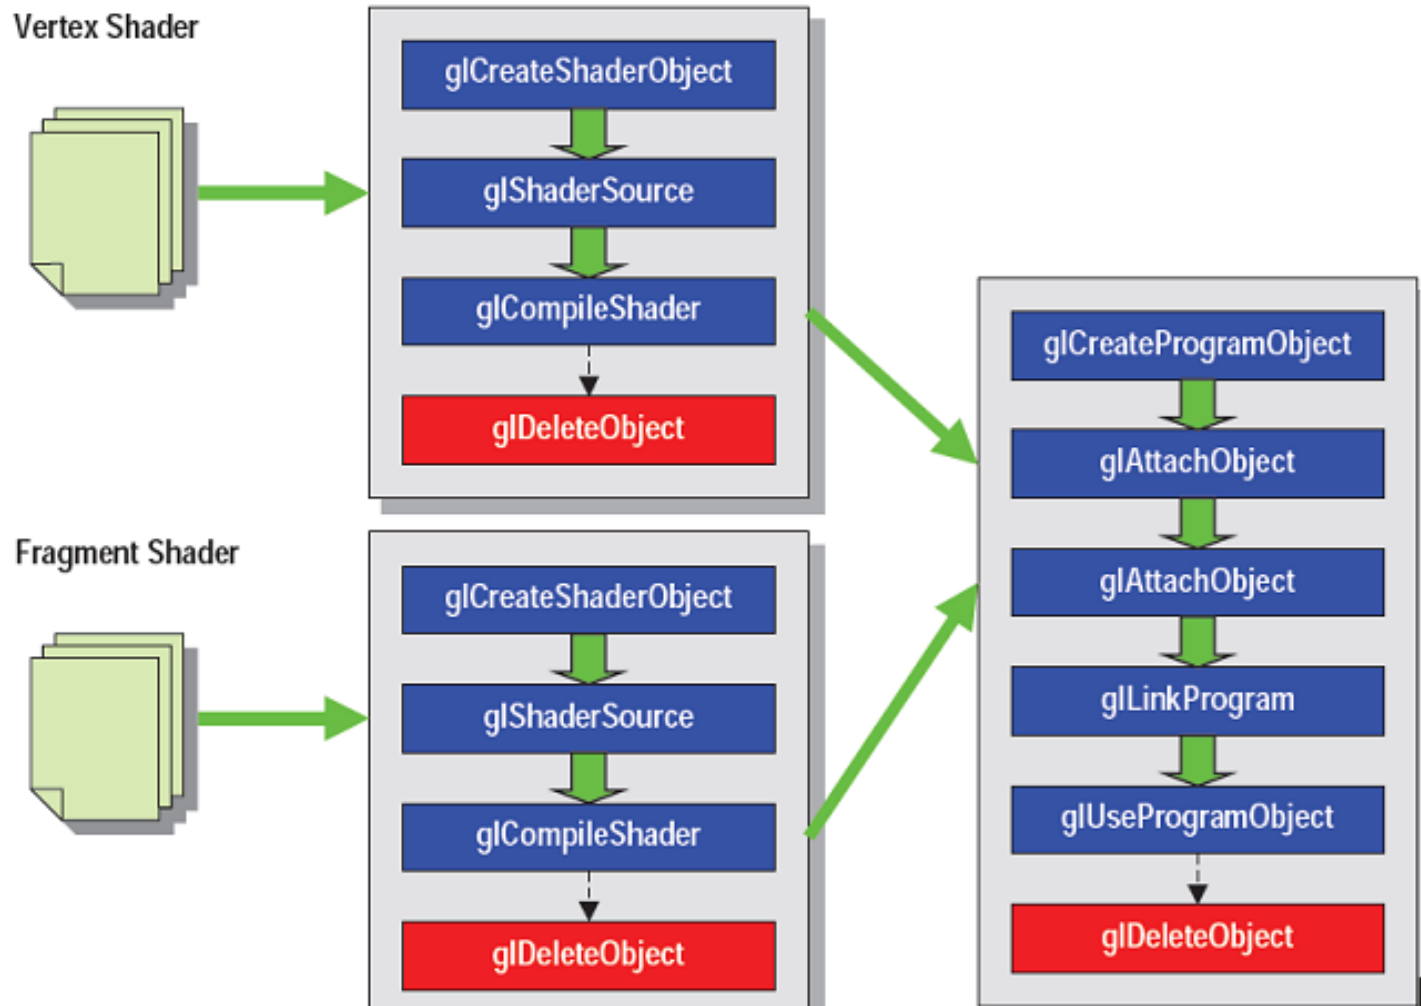 Vertex Shader
glCreateShaderObject
glShaderSource
glCompileShader
glDeleteObject
Fragment Shader
glCreateShaderObject
glShaderSource
glCompileShader
glDeleteObject
glCreateProgramObject
glAttachObject
glAttachObject
glLinkProgram
glUseProgramObject
glDeleteObject